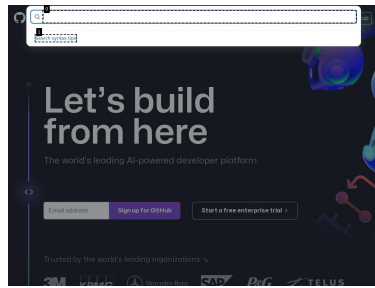 Search syntax tips
Let's build
from here
The world's leading AI-powered developer platform.
Email address
Sign up for GitHub
Start a free enterprise trial >
Trusted by the world's leading organizations ↘
3M
KPMG
Mercedes-Benz
SAP
P&G
TELUS